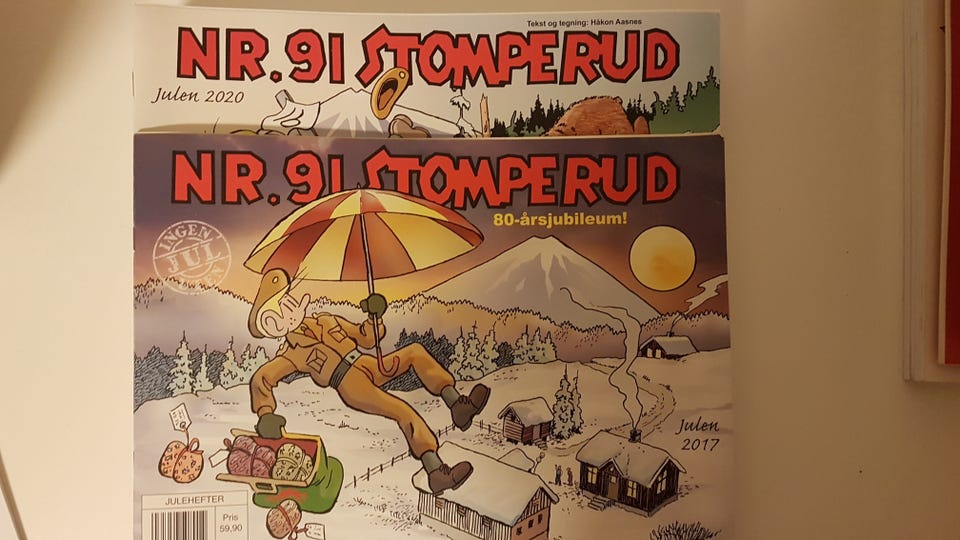 Tekst og tegning: Håkon Aasnes
NR. 91 STOMPERUD
Julen 2020
NR. 91 STOMPERUD
80-årsjubileum!
INGEN
JUL
UTEN
Julen
2017
JULEHEFTER
Pris
59,90